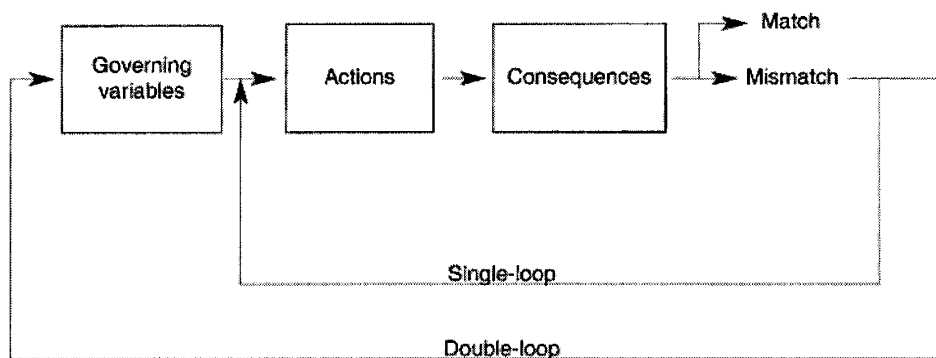 Match
Governing
variables
Actions
Consequences
Mismatch
Single-loop
Double-loop